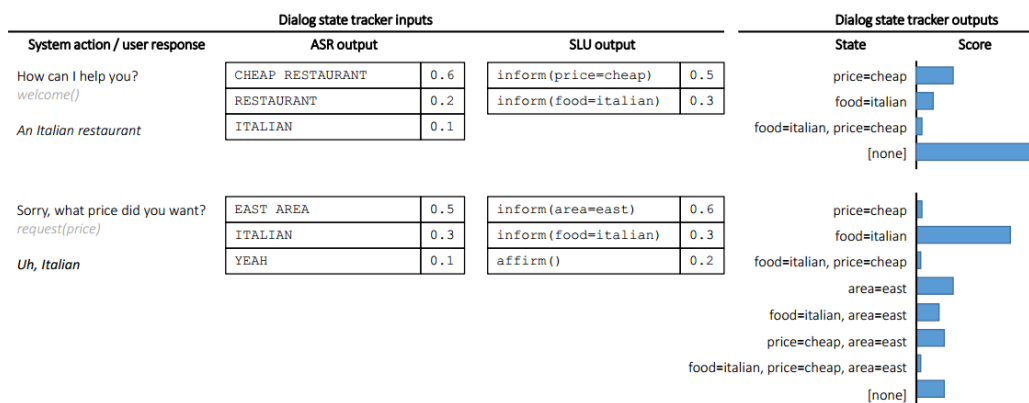 Dialog state tracker inputs
Dialog state tracker outputs
System action / user response
ASR output
SLU output
State
Score
How can I help you?
welcome()
An Italian restaurant
CHEAP RESTAURANT 0.6
RESTAURANT 0.2
ITALIAN 0.1
inform(price=cheap) 0.5
inform(food=italian) 0.3
price=cheap
food=italian
food=italian, price=cheap
[none]
Sorry, what price did you want?
request(price)
Uh, Italian
EAST AREA 0.5
ITALIAN 0.3
YEAH 0.1
inform(area=east) 0.6
inform(food=italian) 0.3
affirm() 0.2
price=cheap
food=italian
food=italian, price=cheap
area=east
food=italian, area=east
price=cheap, area=east
food=italian, price=cheap, area=east
[none]